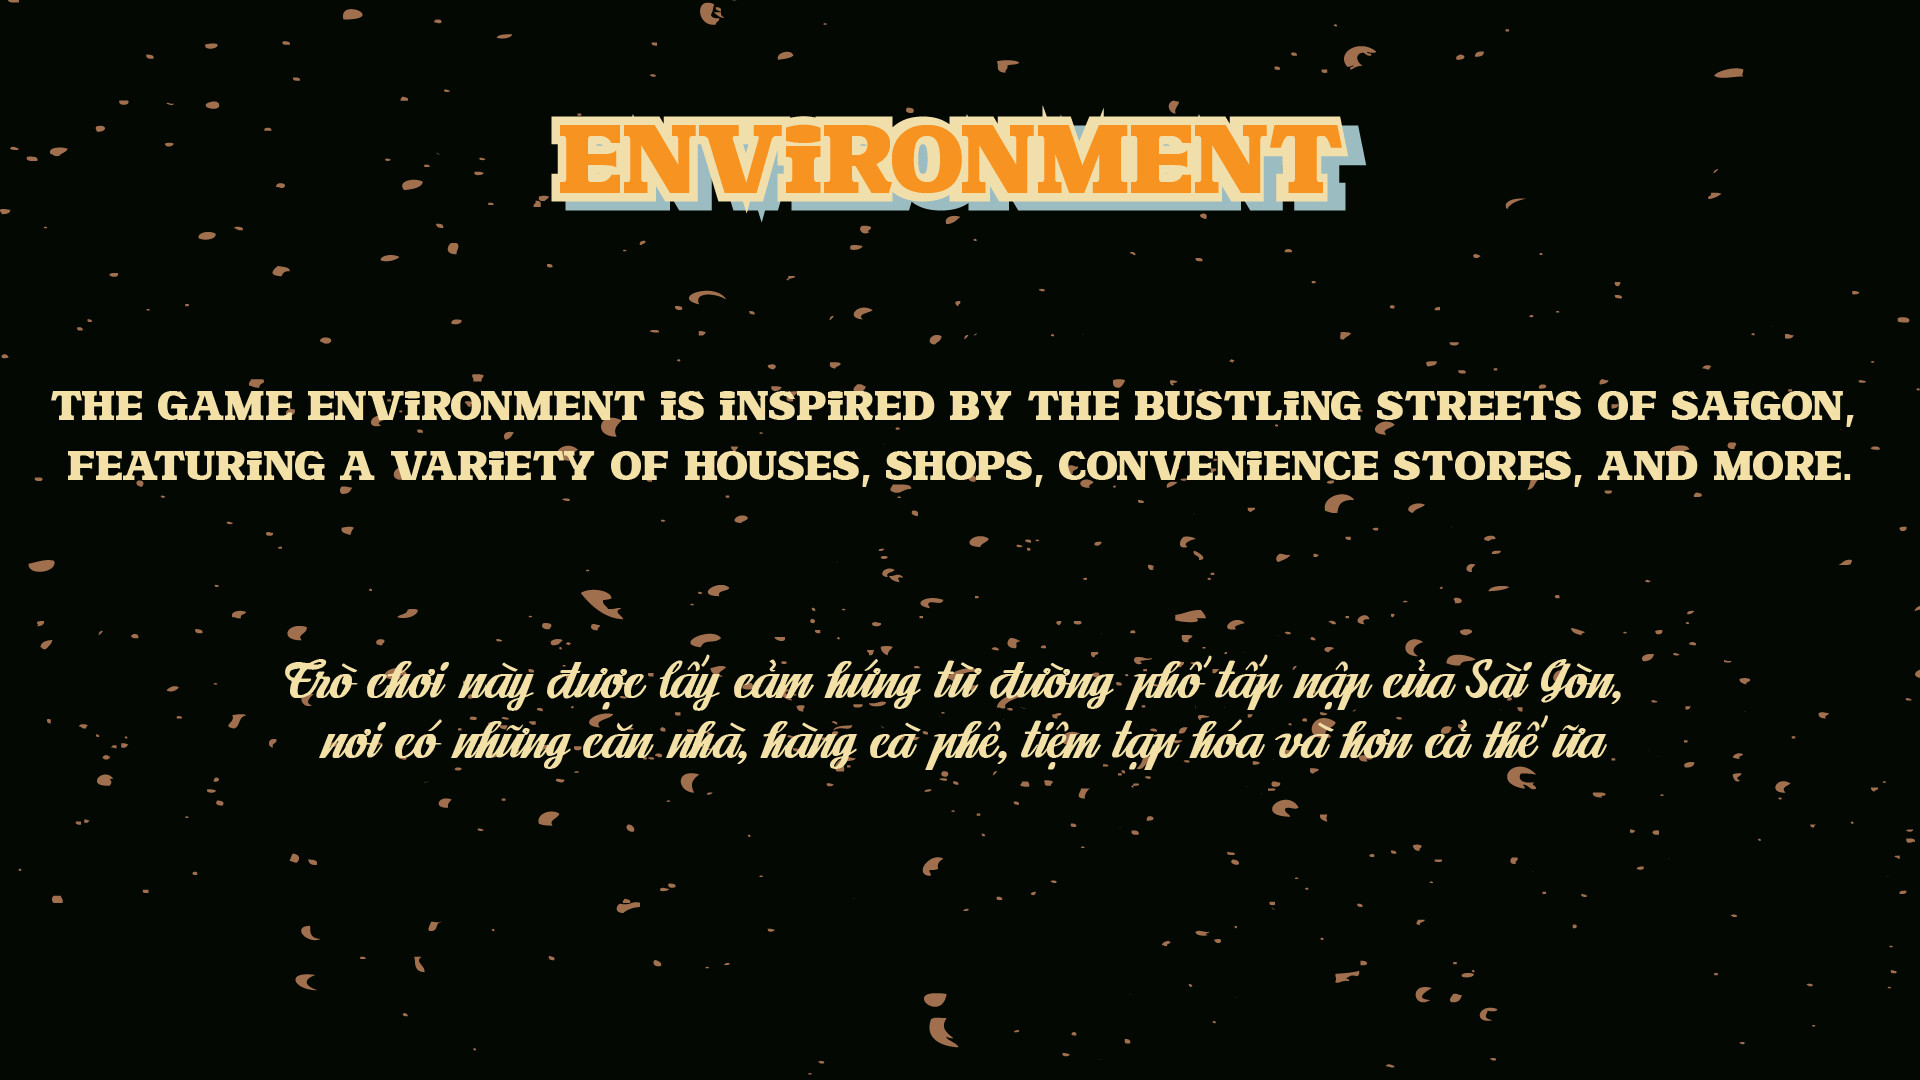 ENViRONMENT
THE GAME ENViRONMENT iS iNSPiRED BY THE BUSTLiNG STREETS OF SAiGON,
FEATURiNG A VARiETY OF HOUSES, SHOPS, CONVENiENCE STORES, AND MORE.
Trò chơi này được lấy cảm hứng từ đường phố tấp nập của Sài Gòn,
nơi có những căn nhà, hàng cà phê, tiệm tạp hóa và hơn cả thế ữa